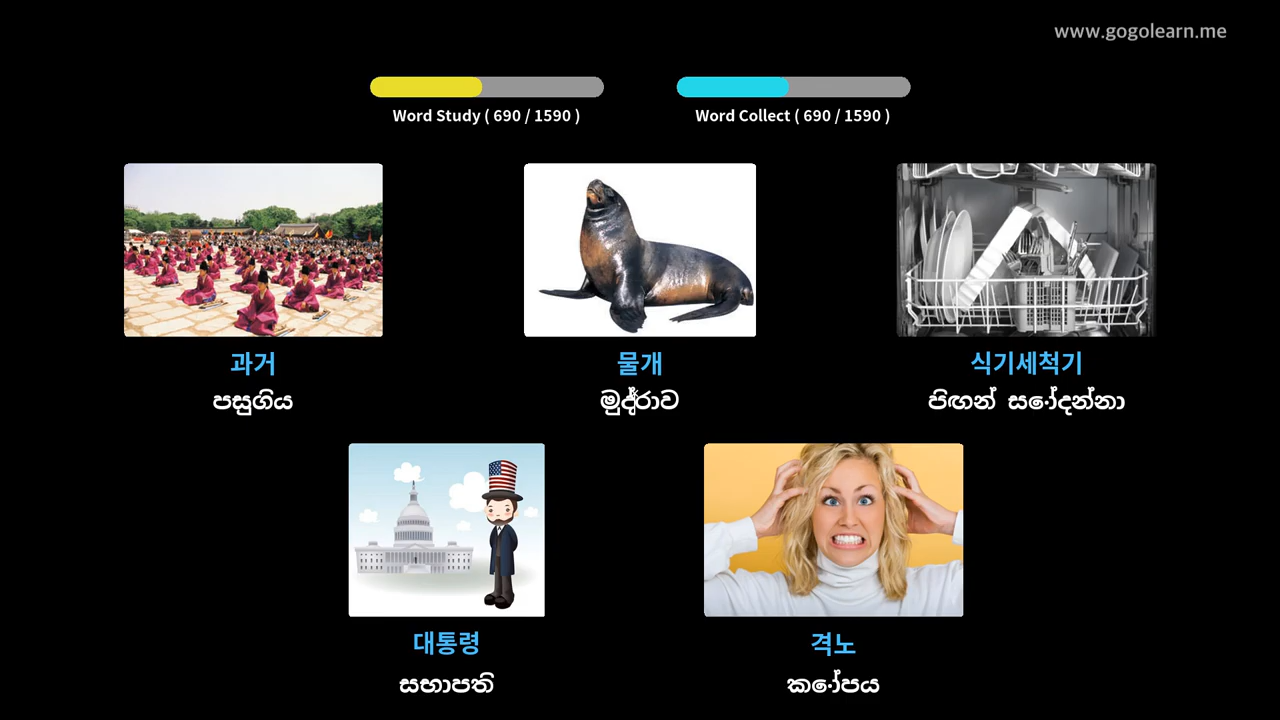 www.gogolearn.me
Word Study ( 690 / 1590 )
Word Collect ( 690 / 1590 )
과거
물개
식기세척기
පසුගිය
මුද්‍රාව
පිඟන් සෝදන්නා
대통령
격노
සභාපති
කෝපය